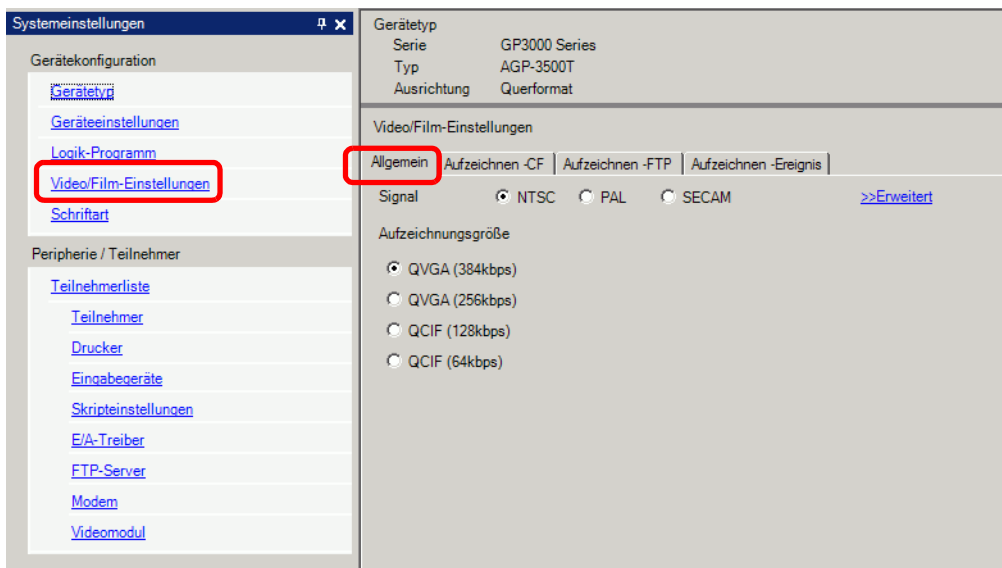 Systemeinstellungen
Gerätekonfiguration
Gerätetyp
Geräteeinstellungen
Logik-Programm
Video/Film-Einstellungen
Schriftart
Peripherie / Teilnehmer
Teilnehmerliste
Teilnehmer
Drucker
Eingabegeräte
Skripteinstellungen
E/A-Treiber
FTP-Server
Modem
Videomodul
Gerätetyp
Serie GP3000 Series
Typ AGP-3500T
Ausrichtung Querformat
Video/Film-Einstellungen
Allgemein Aufzeichnen -CF Aufzeichnen -FTP Aufzeichnen -Ereignis
Signal NTSC PAL SECAM >>Erweitert
Aufzeichnungsgröße
QVGA (384kbps)
QVGA (256kbps)
QCIF (128kbps)
QCIF (64kbps)